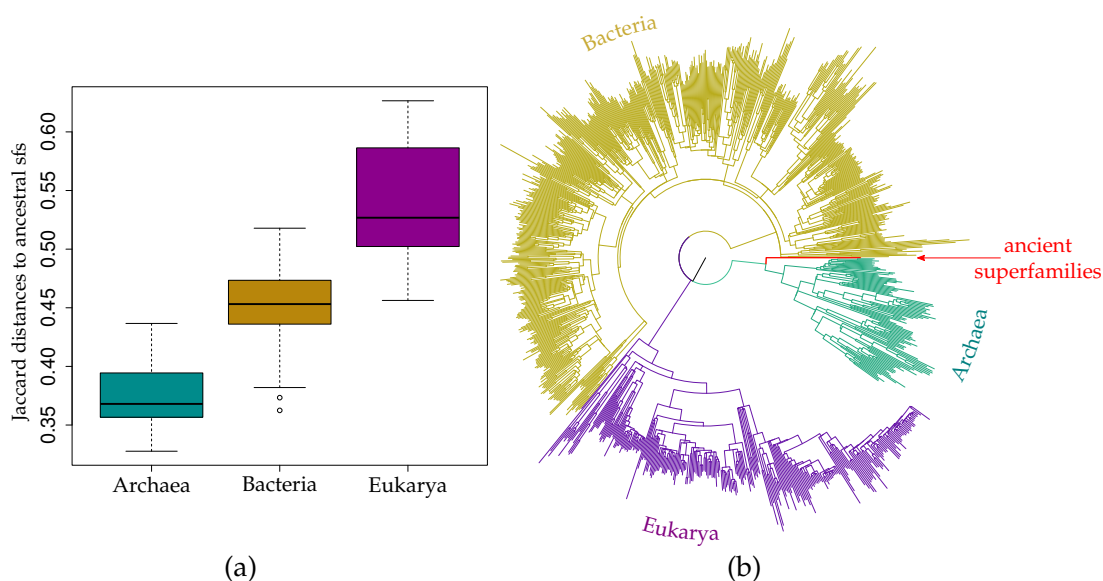 Jaccard distances to ancestral sfs
0.60
0.55
0.50
0.45
0.40
0.35
Archaea
Bacteria
Eukarya
(a)
Bacteria
ancient
superfamilies
Archaea
Eukarya
(b)